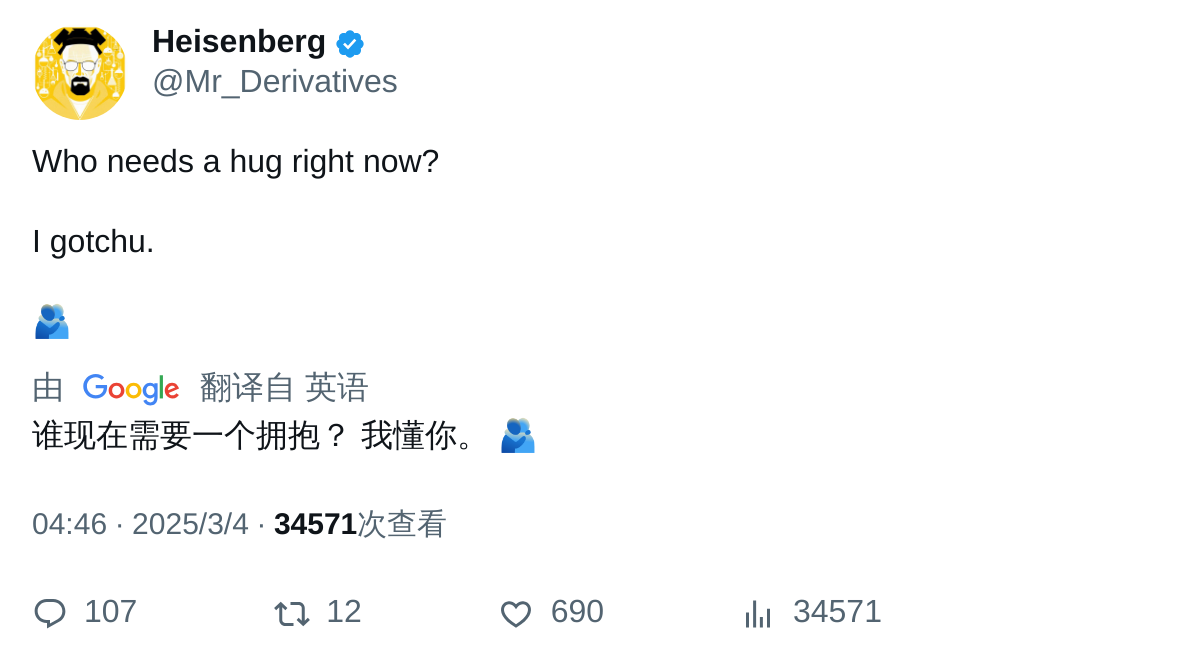 Heisenberg
@Mr_Derivatives
Who needs a hug right now?
I gotchu.
🫂
由 Google 翻译自 英语
谁现在需要一个拥抱？ 我懂你。 🫂
04:46 · 2025/3/4 · 34571次查看
107 12 690 34571